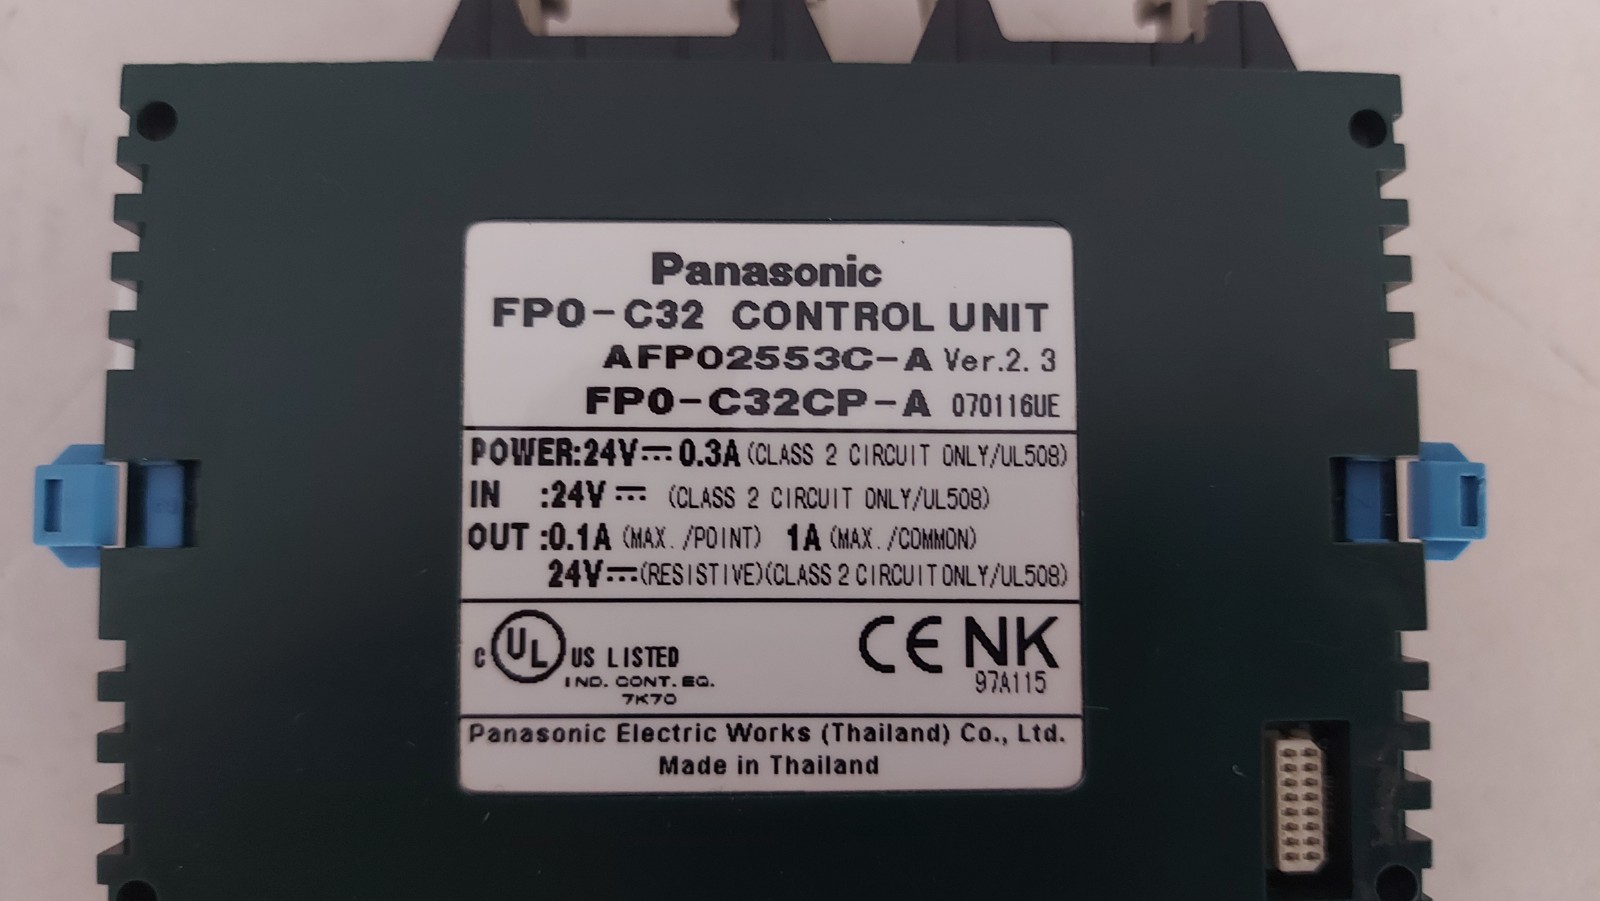 Panasonic
FP0-C32 CONTROL UNIT
AFP02553C-A Ver.2.3
FP0-C32CP-A 070116UE
POWER:24V⎓0.3A (CLASS 2 CIRCUIT ONLY/UL508)
IN :24V⎓ (CLASS 2 CIRCUIT ONLY/UL508)
OUT :0.1A (MAX./POINT) 1A (MAX./COMMON)
24V⎓(RESISTIVE)(CLASS 2 CIRCUIT ONLY/UL508)
C UL US LISTED
IND. CONT. EQ.
7K70
CE NK
97A115
Panasonic Electric Works (Thailand) Co., Ltd.
Made in Thailand